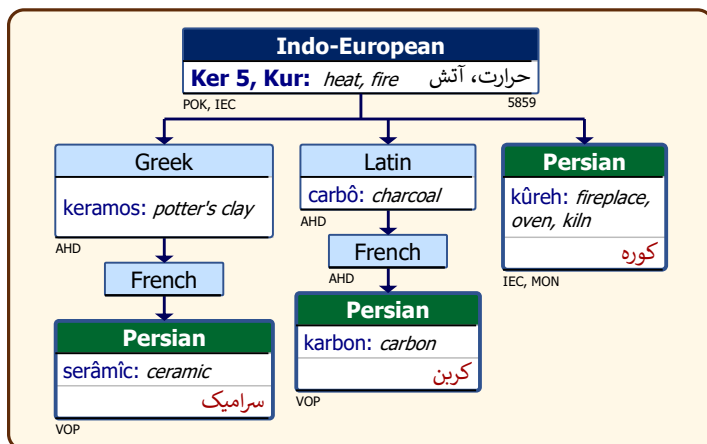 Indo-European
Ker 5, Kur: heat, fire حرارت، آتش
POK, IEC 5859
Greek
keramos: potter's clay
AHD
French
Persian
serâmîc: ceramic
سرامیک
VOP
Latin
carbô: charcoal
AHD
French
AHD
Persian
karbon: carbon
کربن
VOP
Persian
kûreh: fireplace,
oven, kiln
کوره
IEC, MON